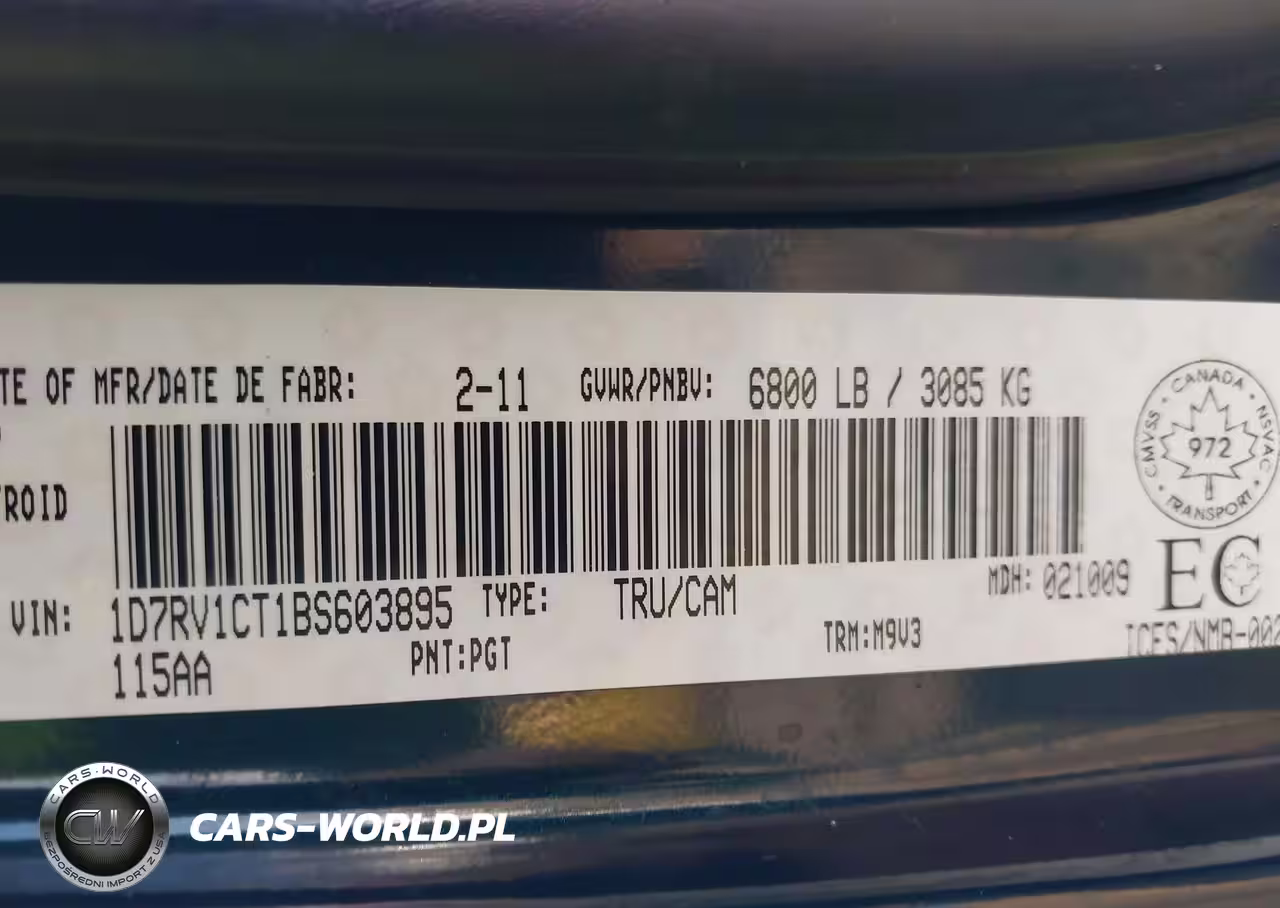 TE OF MFR/DATE DE FABR: 2-11 GVWR/PNBV: 6800 LB / 3085 KG
CANADA
CMVSS
NSVAC
972
TRANSPORT
ROID
EC
MDH: 021009
VIN: 1D7RV1CT1BS603895 TYPE: TRU/CAM
ICES/NMB-002
TRM:M9V3
PNT:PGT
115AA
CARS-WORLD
CW
BEZPOŚREDNI IMPORT Z USA
CARS-WORLD.PL